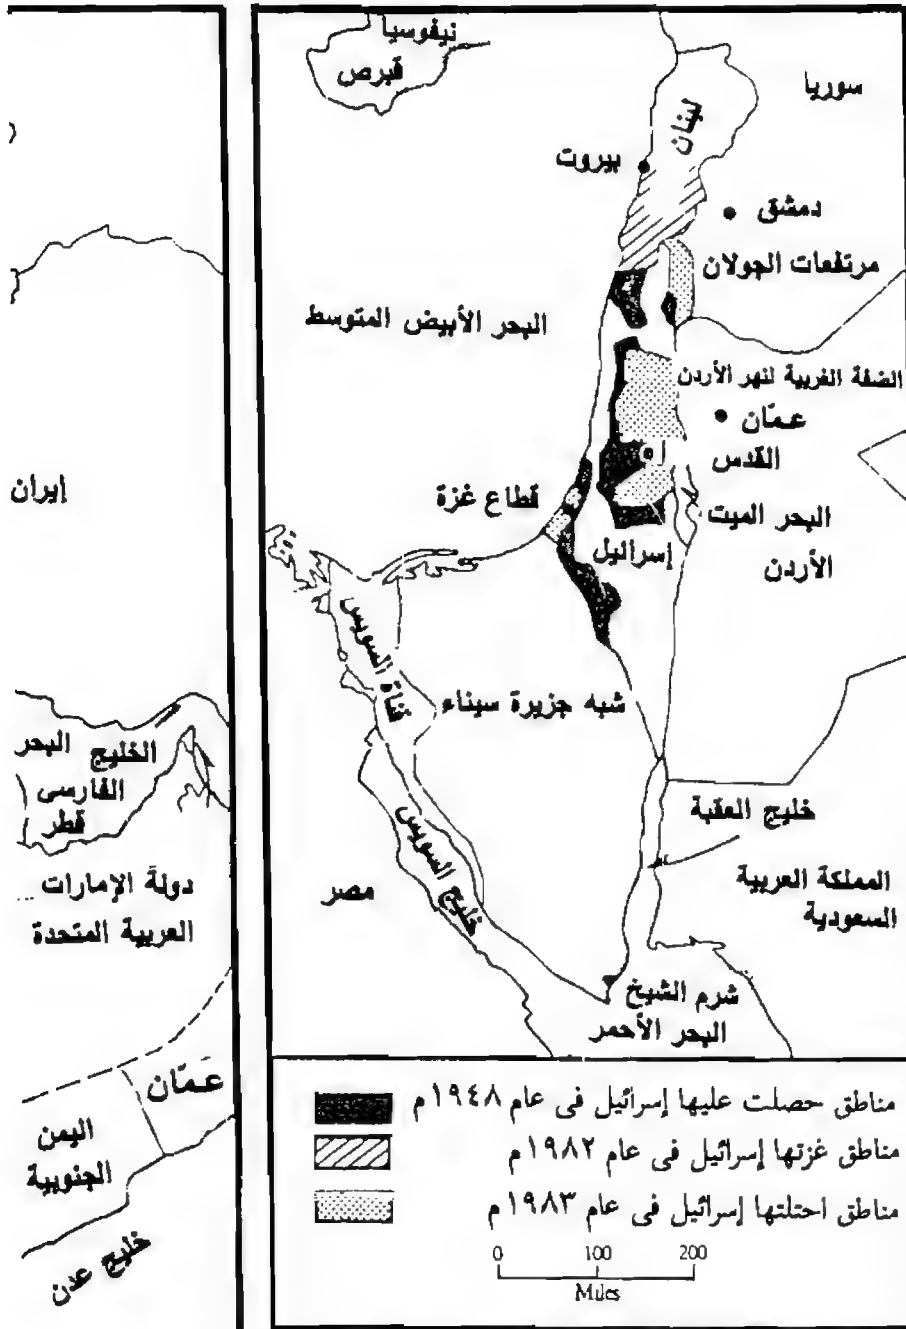 نيفوسيا
قبرص
سوريا
لبنان
بيروت
دمشق
مرتفعات الجولان
البحر الأبيض المتوسط
الضفة الغربية لنهر الأردن
عمّان
القدس
قطاع غزة
البحر الميت
إسرائيل
الأردن
قناة السويس
شبه جزيرة سيناء
خليج العقبة
خليج السويس
المملكة العربية
السعودية
مصر
شرم الشيخ
البحر الأحمر
مناطق حصلت عليها إسرائيل فى عام ١٩٤٨م
مناطق غزتها إسرائيل فى عام ١٩٨٢م
مناطق احتلتها إسرائيل فى عام ١٩٨٣م
0 100 200
Miles
إيران
الخليج البحر
الفارسى
قطر
دولة الإمارات ...
العربية المتحدة
عمّان
اليمن
الجنوبية
خليج عدن